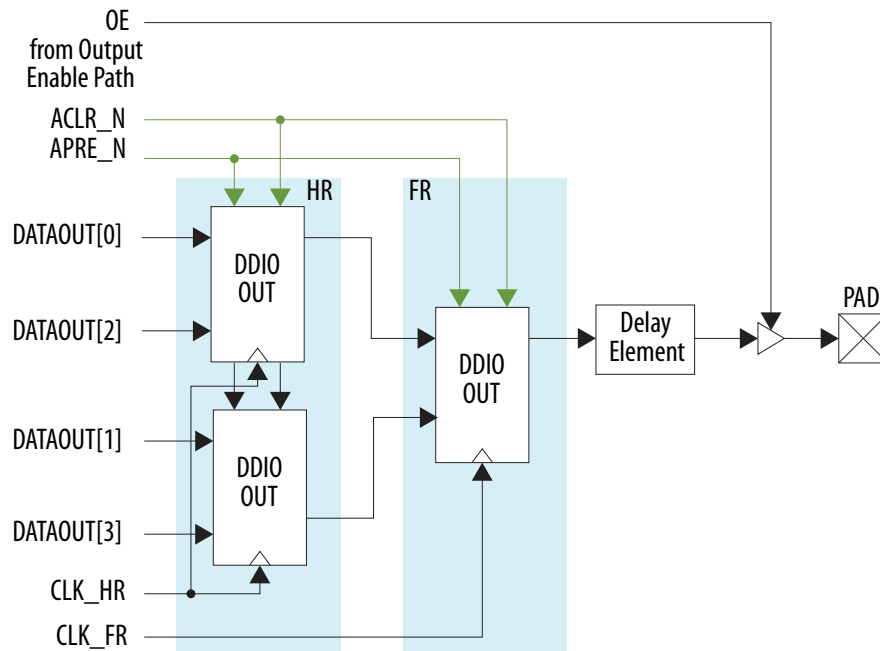 OE
from Output
Enable Path
ACLR_N
APRE_N
HR
FR
DATAOUT[0]
DDIO
OUT
DATAOUT[2]
PAD
Delay
Element
DDIO
OUT
DATAOUT[1]
DDIO
OUT
DATAOUT[3]
CLK_HR
CLK_FR